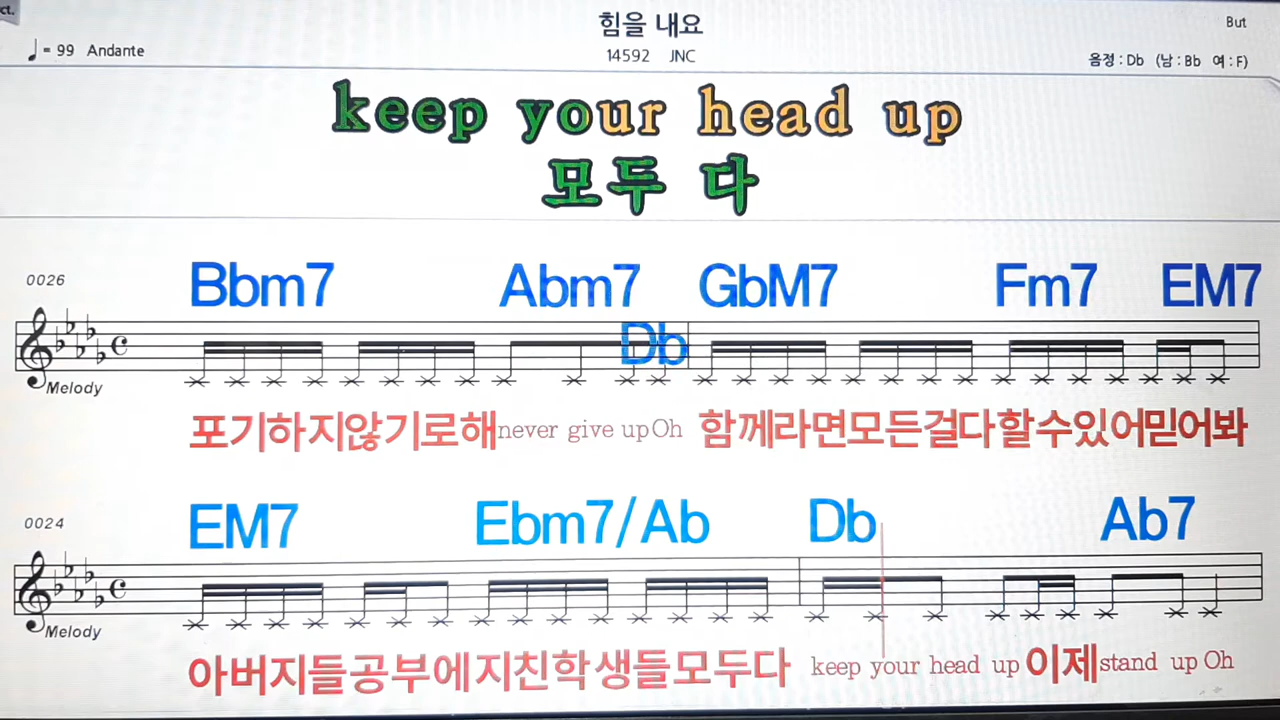 ct.
힘을 내요
But
♩ = 99 Andante
14592 JNC
음정 : Db (남 : Bb 여 : F)
keep your head up
모두 다
0026
Bbm7 Abm7 Db GbM7 Fm7 EM7
Melody
포기하지않기로해never give up Oh 함께라면모든걸다할수있어믿어봐
0024
EM7 Ebm7/Ab Db Ab7
Melody
아버지들공부에지친학생들모두다 keep your head up 이제stand up Oh